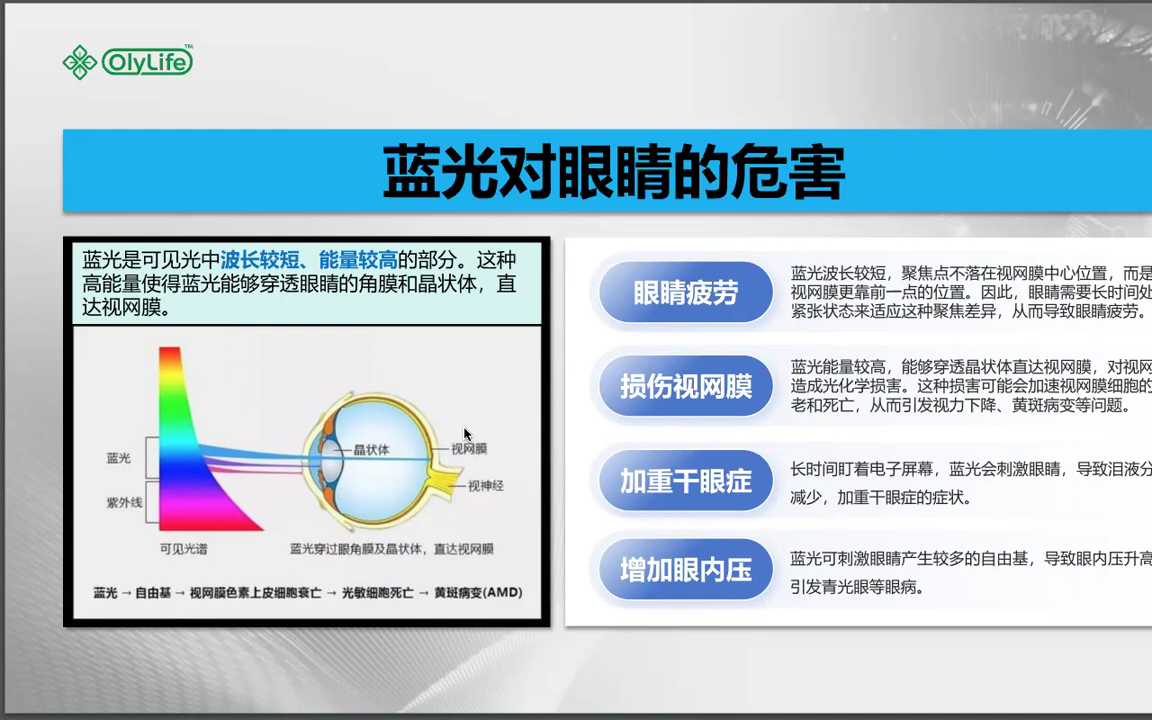 OlyLife™
蓝光对眼睛的危害
蓝光是可见光中波长较短、能量较高的部分。这种
高能量使得蓝光能够穿透眼睛的角膜和晶状体，直
达视网膜。
晶状体
视网膜
蓝光
视神经
紫外线
可见光谱
蓝光穿过眼角膜及晶状体，直达视网膜
蓝光 → 自由基 → 视网膜色素上皮细胞衰亡 → 光敏细胞死亡 → 黄斑病变(AMD)
眼睛疲劳
蓝光波长较短，聚焦点不落在视网膜中心位置，而是
视网膜更靠前一点的位置。因此，眼睛需要长时间处
紧张状态来适应这种聚焦差异，从而导致眼睛疲劳。
损伤视网膜
蓝光能量较高，能够穿透晶状体直达视网膜，对视网
造成光化学损害。这种损害可能会加速视网膜细胞的
老和死亡，从而引发视力下降、黄斑病变等问题。
加重干眼症
长时间盯着电子屏幕，蓝光会刺激眼睛，导致泪液分
减少，加重干眼症的症状。
增加眼内压
蓝光可刺激眼睛产生较多的自由基，导致眼内压升高
引发青光眼等眼病。